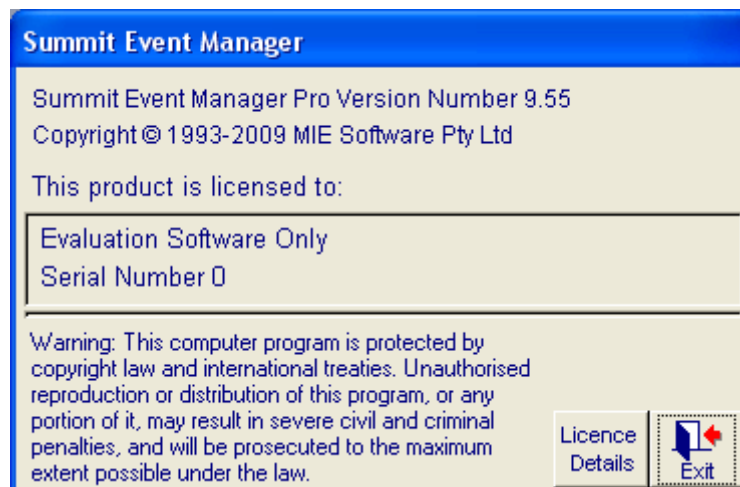 Summit Event Manager
Summit Event Manager Pro Version Number 9.55
Copyright © 1993-2009 MIE Software Pty Ltd
This product is licensed to:
Evaluation Software Only
Serial Number 0
Warning: This computer program is protected by
copyright law and international treaties. Unauthorised
reproduction or distribution of this program, or any
portion of it, may result in severe civil and criminal
penalties, and will be prosecuted to the maximum
extent possible under the law.
Licence
Details
Exit